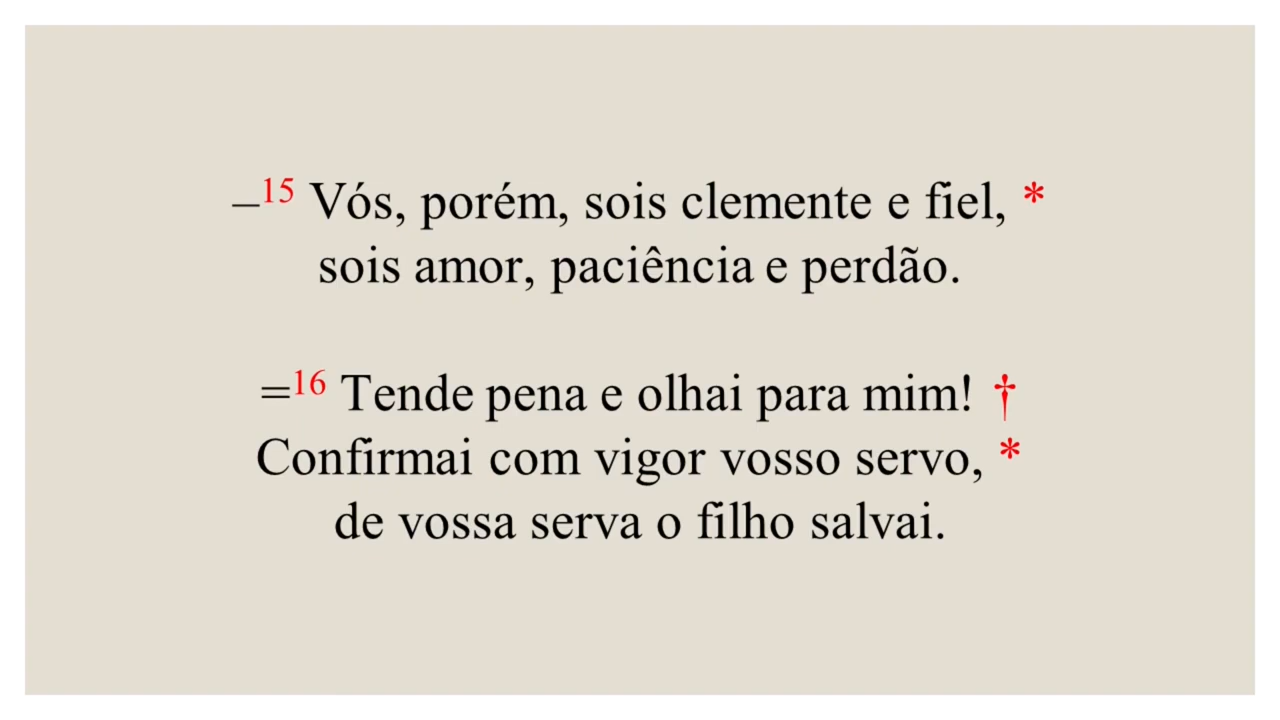 –15 Vós, porém, sois clemente e fiel, *
sois amor, paciência e perdão.
=16 Tende pena e olhai para mim! †
Confirmai com vigor vosso servo, *
de vossa serva o filho salvai.